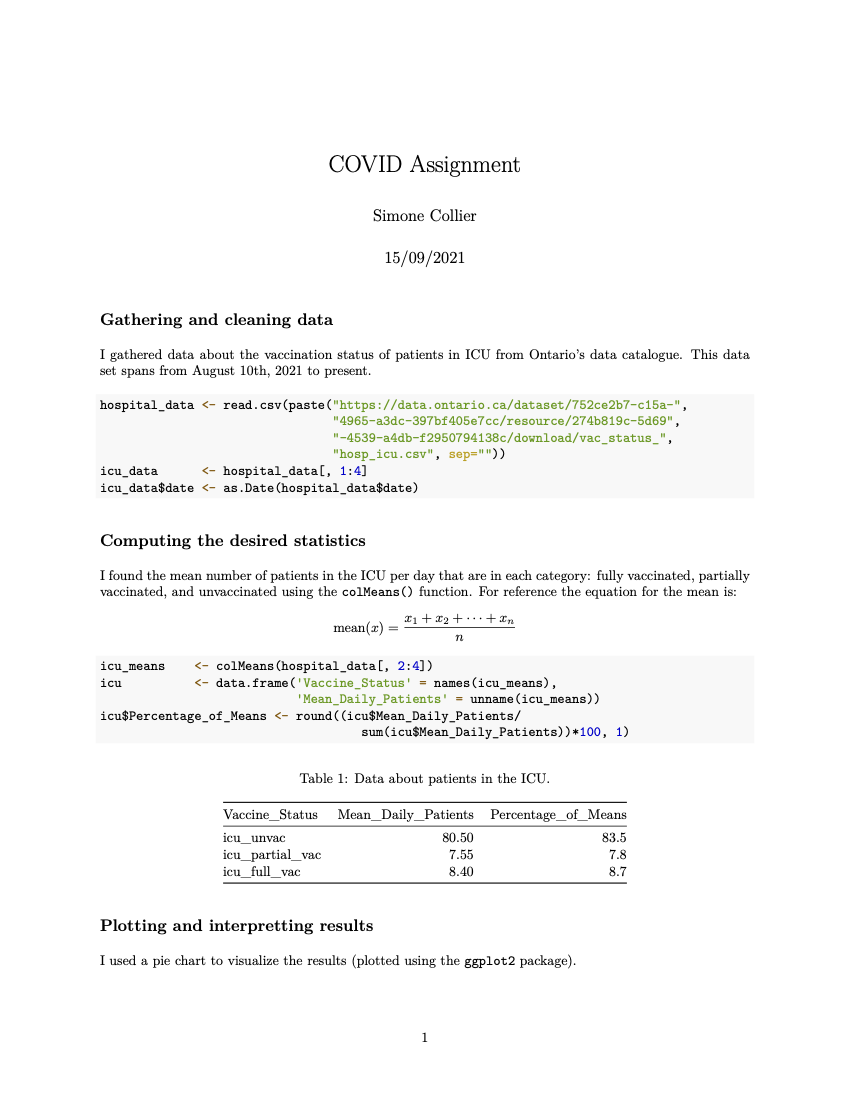 COVID Assignment
Simone Collier
15/09/2021
Gathering and cleaning data
I gathered data about the vaccination status of patients in ICU from Ontario's data catalogue. This data
set spans from August 10th, 2021 to present.
hospital_data <- read.csv(paste("https://data.ontario.ca/dataset/752ce2b7-c15a-",
"4965-a3dc-397bf405e7cc/resource/274b819c-5d69",
"-4539-a4db-f2950794138c/download/vac_status_",
"hosp_icu.csv", sep=""))
icu_data <- hospital_data[, 1:4]
icu_data$date <- as.Date(hospital_data$date)
Computing the desired statistics
I found the mean number of patients in the ICU per day that are in each category: fully vaccinated, partially
vaccinated, and unvaccinated using the colMeans() function. For reference the equation for the mean is:
mean(x) = x₁ + x₂ + ··· + xₙ / n
icu_means <- colMeans(hospital_data[, 2:4])
icu <- data.frame('Vaccine_Status' = names(icu_means),
'Mean_Daily_Patients' = unname(icu_means))
icu$Percentage_of_Means <- round((icu$Mean_Daily_Patients/
sum(icu$Mean_Daily_Patients))*100, 1)
Table 1: Data about patients in the ICU.
Vaccine_Status Mean_Daily_Patients Percentage_of_Means
icu_unvac 80.50 83.5
icu_partial_vac 7.55 7.8
icu_full_vac 8.40 8.7
Plotting and interpretting results
I used a pie chart to visualize the results (plotted using the ggplot2 package).
1